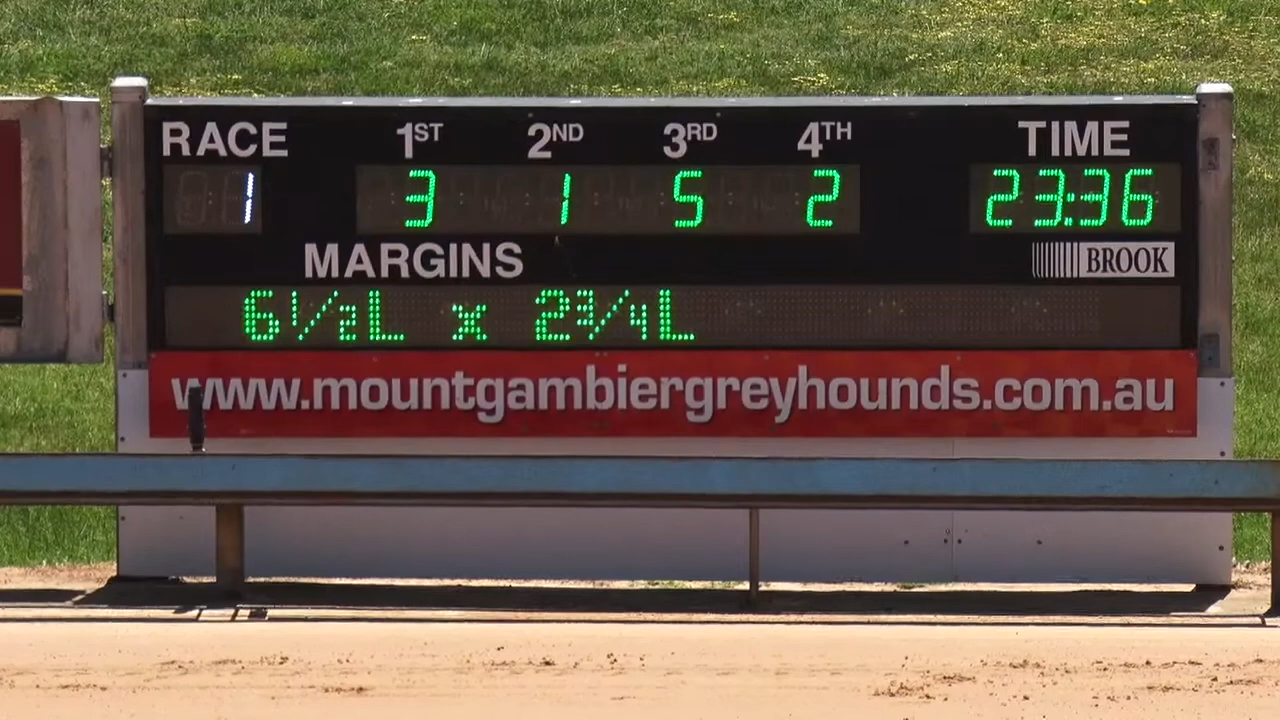 RACE 1ST 2ND 3RD 4TH TIME
1 3 1 5 2 23:36
MARGINS BROOK
6½L x 2¾L
www.mountgambiergreyhounds.com.au